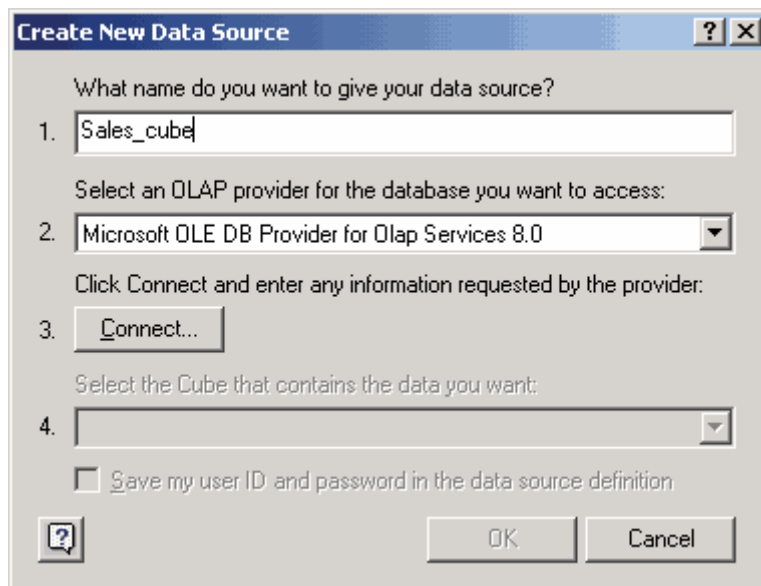 Create New Data Source
What name do you want to give your data source?
1. Sales_cube
Select an OLAP provider for the database you want to access:
2. Microsoft OLE DB Provider for Olap Services 8.0
Click Connect and enter any information requested by the provider:
3. Connect...
Select the Cube that contains the data you want:
4.
Save my user ID and password in the data source definition
OK Cancel